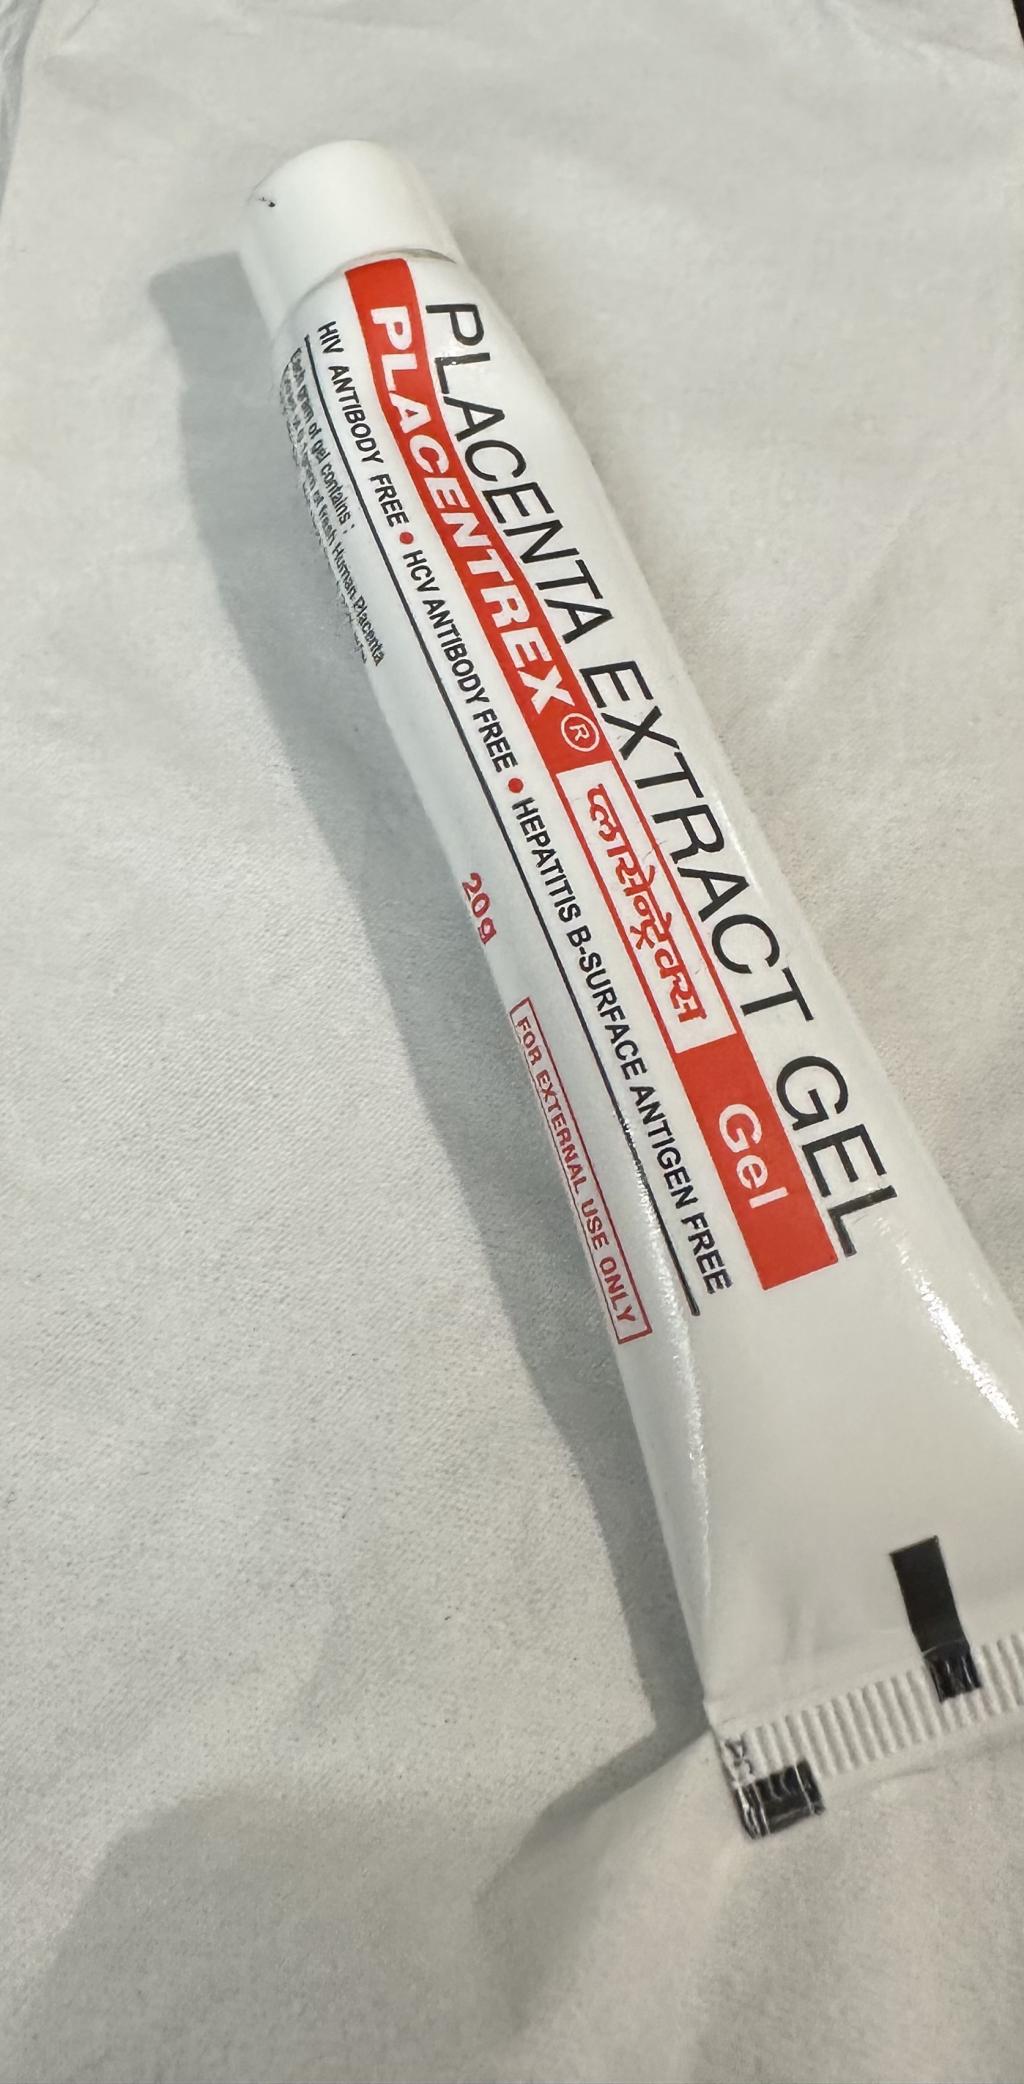 PLACENTA EXTRACT GEL
PLACENTREX® प्लासेन्ट्रेक्स Gel
HIV ANTIBODY FREE • HCV ANTIBODY FREE • HEPATITIS B-SURFACE ANTIGEN FREE
Each gram of gel contains :
of fresh Human Placenta
20g
FOR EXTERNAL USE ONLY